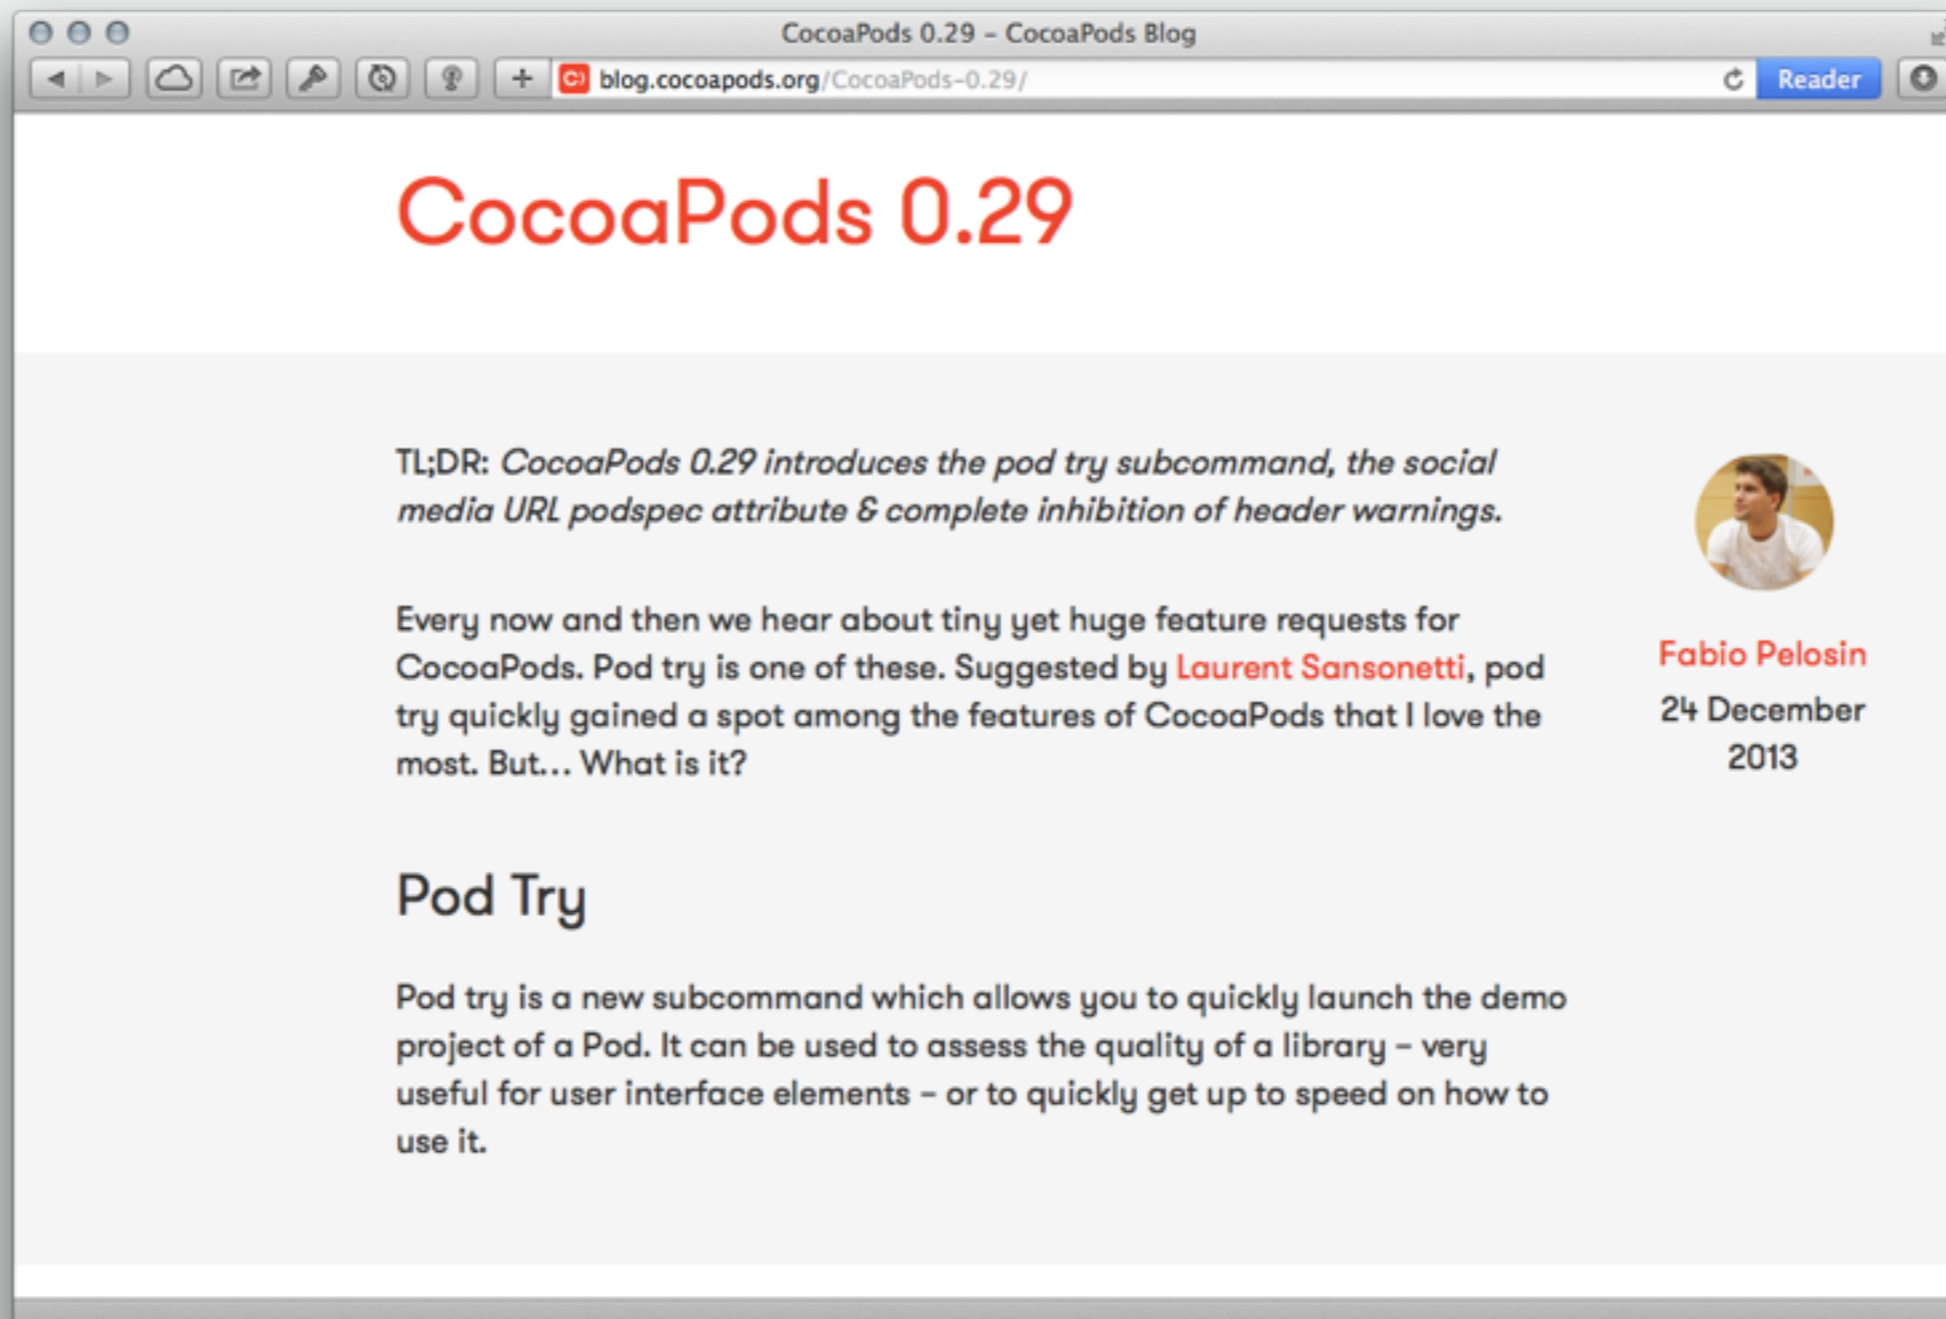 CocoaPods 0.29 – CocoaPods Blog
blog.cocoapods.org/CocoaPods-0.29/
Reader
CocoaPods 0.29
TL;DR: CocoaPods 0.29 introduces the pod try subcommand, the social
media URL podspec attribute & complete inhibition of header warnings.
Every now and then we hear about tiny yet huge feature requests for
CocoaPods. Pod try is one of these. Suggested by Laurent Sansonetti, pod
try quickly gained a spot among the features of CocoaPods that I love the
most. But… What is it?
Fabio Pelosin
24 December
2013
Pod Try
Pod try is a new subcommand which allows you to quickly launch the demo
project of a Pod. It can be used to assess the quality of a library – very
useful for user interface elements – or to quickly get up to speed on how to
use it.